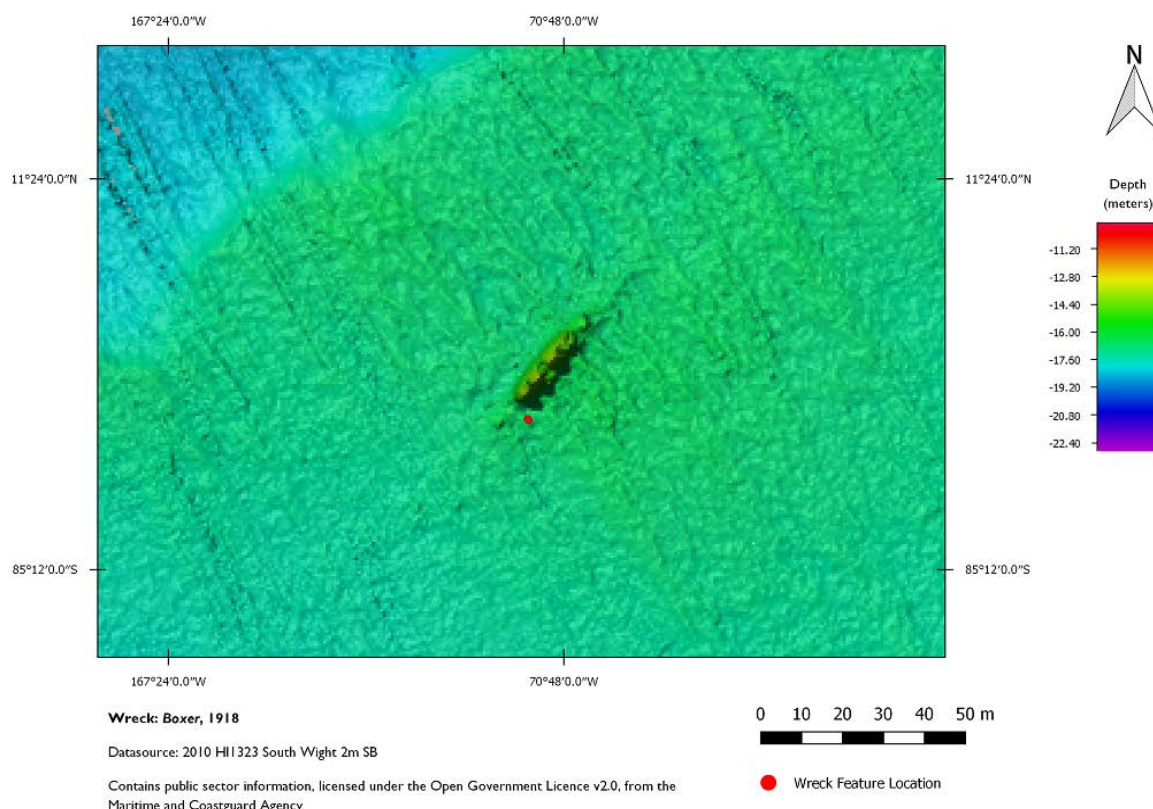 167°24'0.0"W 70°48'0.0"W
N
11°24'0.0"N 11°24'0.0"N
Depth
(meters)
-11.20
-12.80
-14.40
-16.00
-17.60
-19.20
-20.80
-22.40
85°12'0.0"S 85°12'0.0"S
167°24'0.0"W 70°48'0.0"W
Wreck: Boxer, 1918
0 10 20 30 40 50 m
Datasource: 2010 HI1323 South Wight 2m SB
Wreck Feature Location
Contains public sector information, licensed under the Open Government Licence v2.0, from the
Maritime and Coastguard Agency